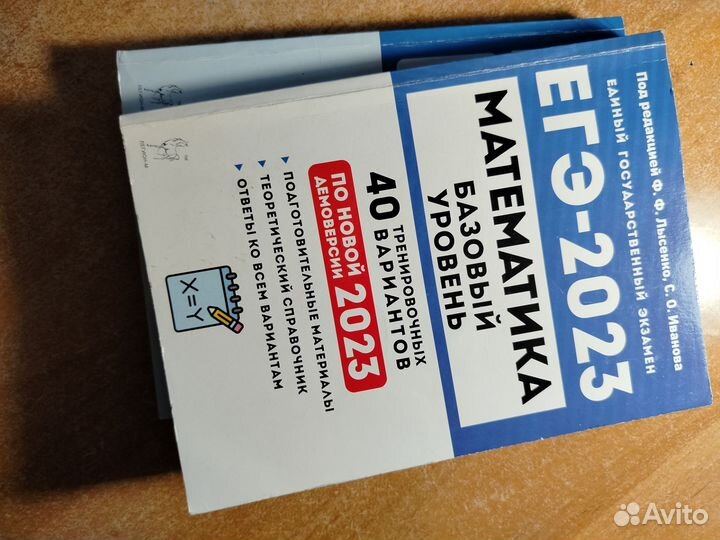 Под редакцией Ф. Ф. Лысенко, С. О. Иванова
ЕДИНЫЙ ГОСУДАРСТВЕННЫЙ ЭКЗАМЕН
ЕГЭ-2023
МАТЕМАТИКА
БАЗОВЫЙ
УРОВЕНЬ
40 ТРЕНИРОВОЧНЫХ
ВАРИАНТОВ
ПО НОВОЙ
ДЕМОВЕРСИИ 2023
ПОДГОТОВИТЕЛЬНЫЕ МАТЕРИАЛЫ
ТЕОРЕТИЧЕСКИЙ СПРАВОЧНИК
ОТВЕТЫ КО ВСЕМ ВАРИАНТАМ
X=Y
ЛЕГИОН-М
Avito